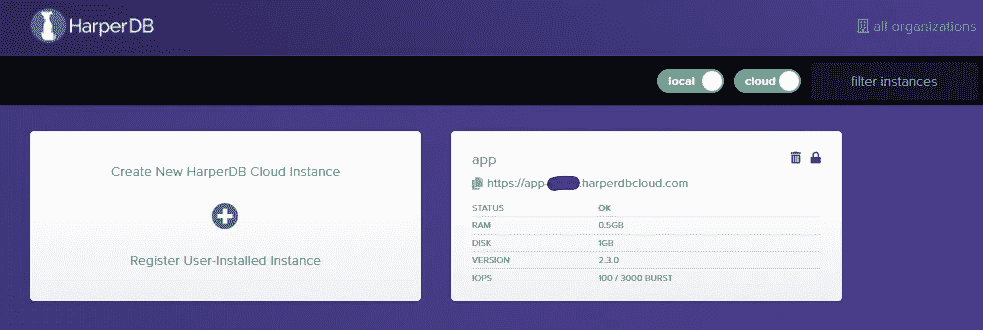 HarperDB
all organizations
local
cloud
filter instances
Create New HarperDB Cloud Instance
Register User-Installed Instance
app
https://app-
.harperdbcloud.com
STATUS OK
RAM 0.5GB
DISK 1GB
VERSION 2.3.0
IOPS 100 / 3000 BURST